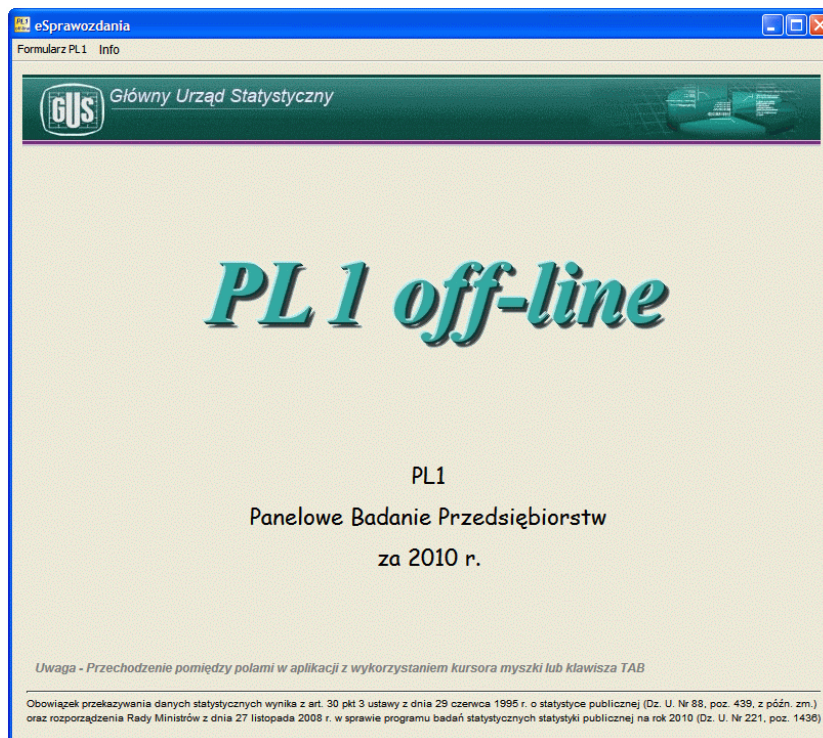 eSprawozdania
Formularz PL1 Info
GUS
Główny Urząd Statystyczny
PL 1 off-line
PL1
Panelowe Badanie Przedsiębiorstw
za 2010 r.
Uwaga - Przechodzenie pomiędzy polami w aplikacji z wykorzystaniem kursora myszki lub klawisza TAB
Obowiązek przekazywania danych statystycznych wynika z art. 30 pkt 3 ustawy z dnia 29 czerwca 1995 r. o statystyce publicznej (Dz. U. Nr 88, poz. 439, z późn. zm.)
oraz rozporządzenia Rady Ministrów z dnia 27 listopada 2008 r. w sprawie programu badań statystycznych statystyki publicznej na rok 2010 (Dz. U. Nr 221, poz. 1436)